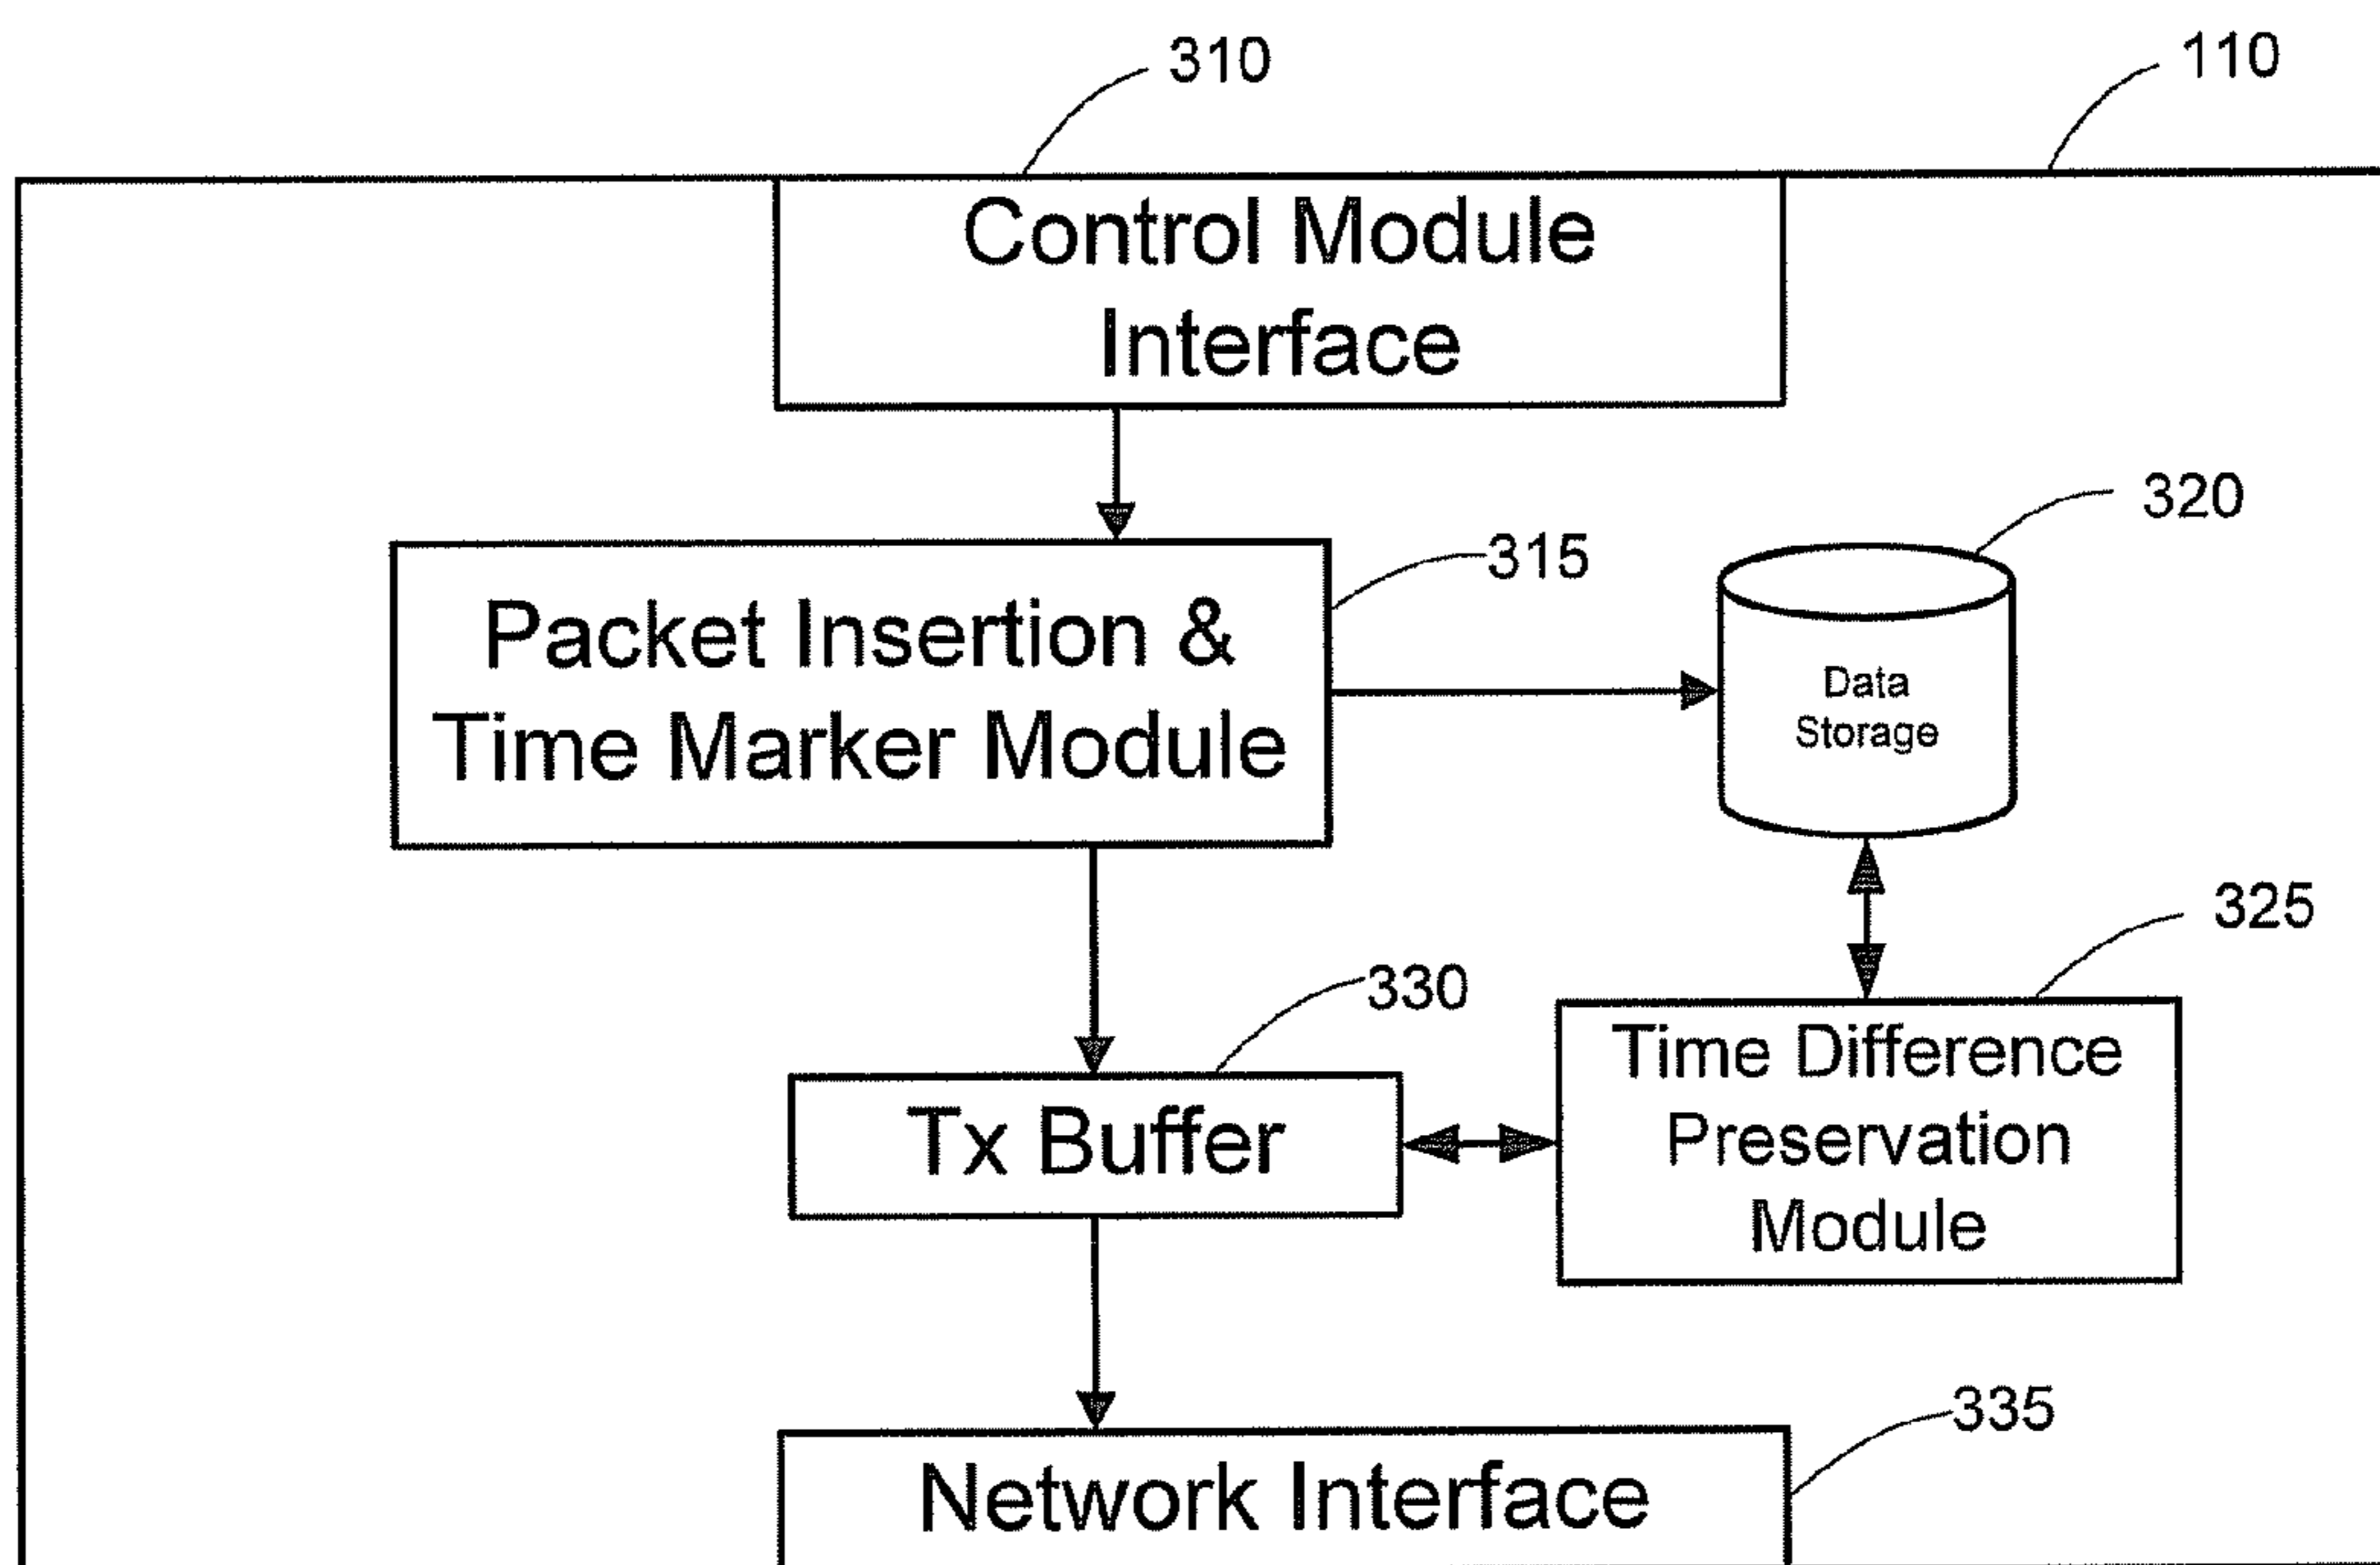 310
110
Control Module
Interface
315
320
Packet Insertion &
Time Marker Module
Data
Storage
325
330
Time Difference
Preservation
Module
Tx Buffer
335
Network Interface